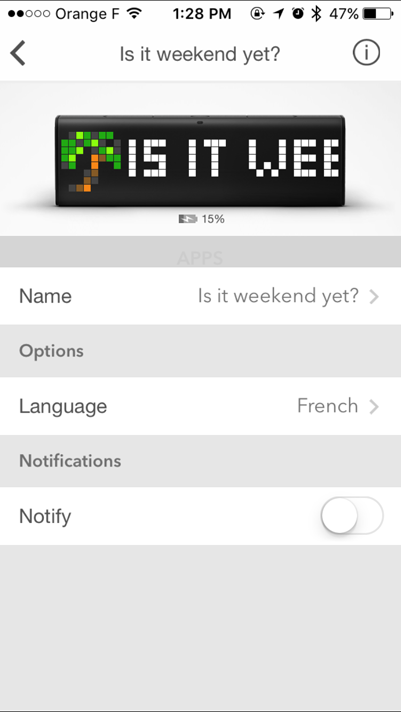 Orange F 1:28 PM 47%
Is it weekend yet?
IS IT WEE
15%
APPS
Name Is it weekend yet?
Options
Language French
Notifications
Notify